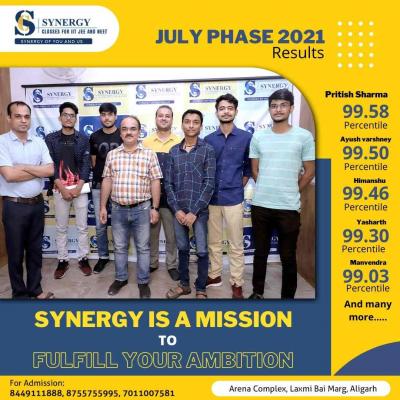 SYNERGY
CLASSES FOR IIT JEE AND NEET
SYNERGY OF YOU AND US
JULY PHASE 2021
Results
SYNERGY
SYNERGY
Pritish Sharma
99.58
Percentile
Ayush varshney
99.50
Percentile
Himanshu
99.46
Percentile
Yasharth
99.30
Percentile
Manvendra
99.03
Percentile
And many
more.....
SYNERGY IS A MISSION
TO
FULFILL YOUR AMBITION
For Admission:
8449111888, 8755755995, 7011007581
Arena Complex, Laxmi Bai Marg, Aligarh